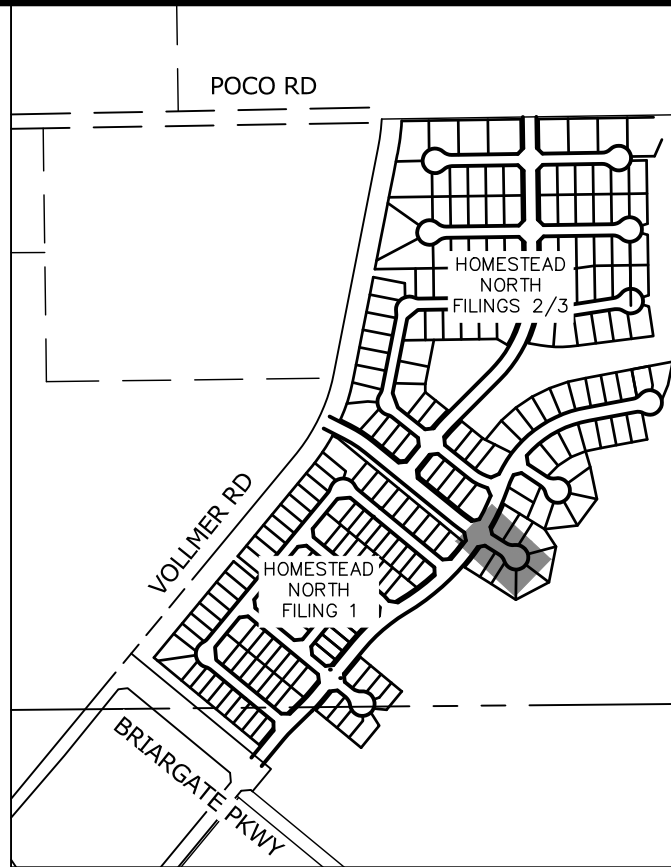 POCO RD
HOMESTEAD
NORTH
FILINGS 2/3
VOLLMER RD
HOMESTEAD
NORTH
FILING 1
BRIARGATE PKWY